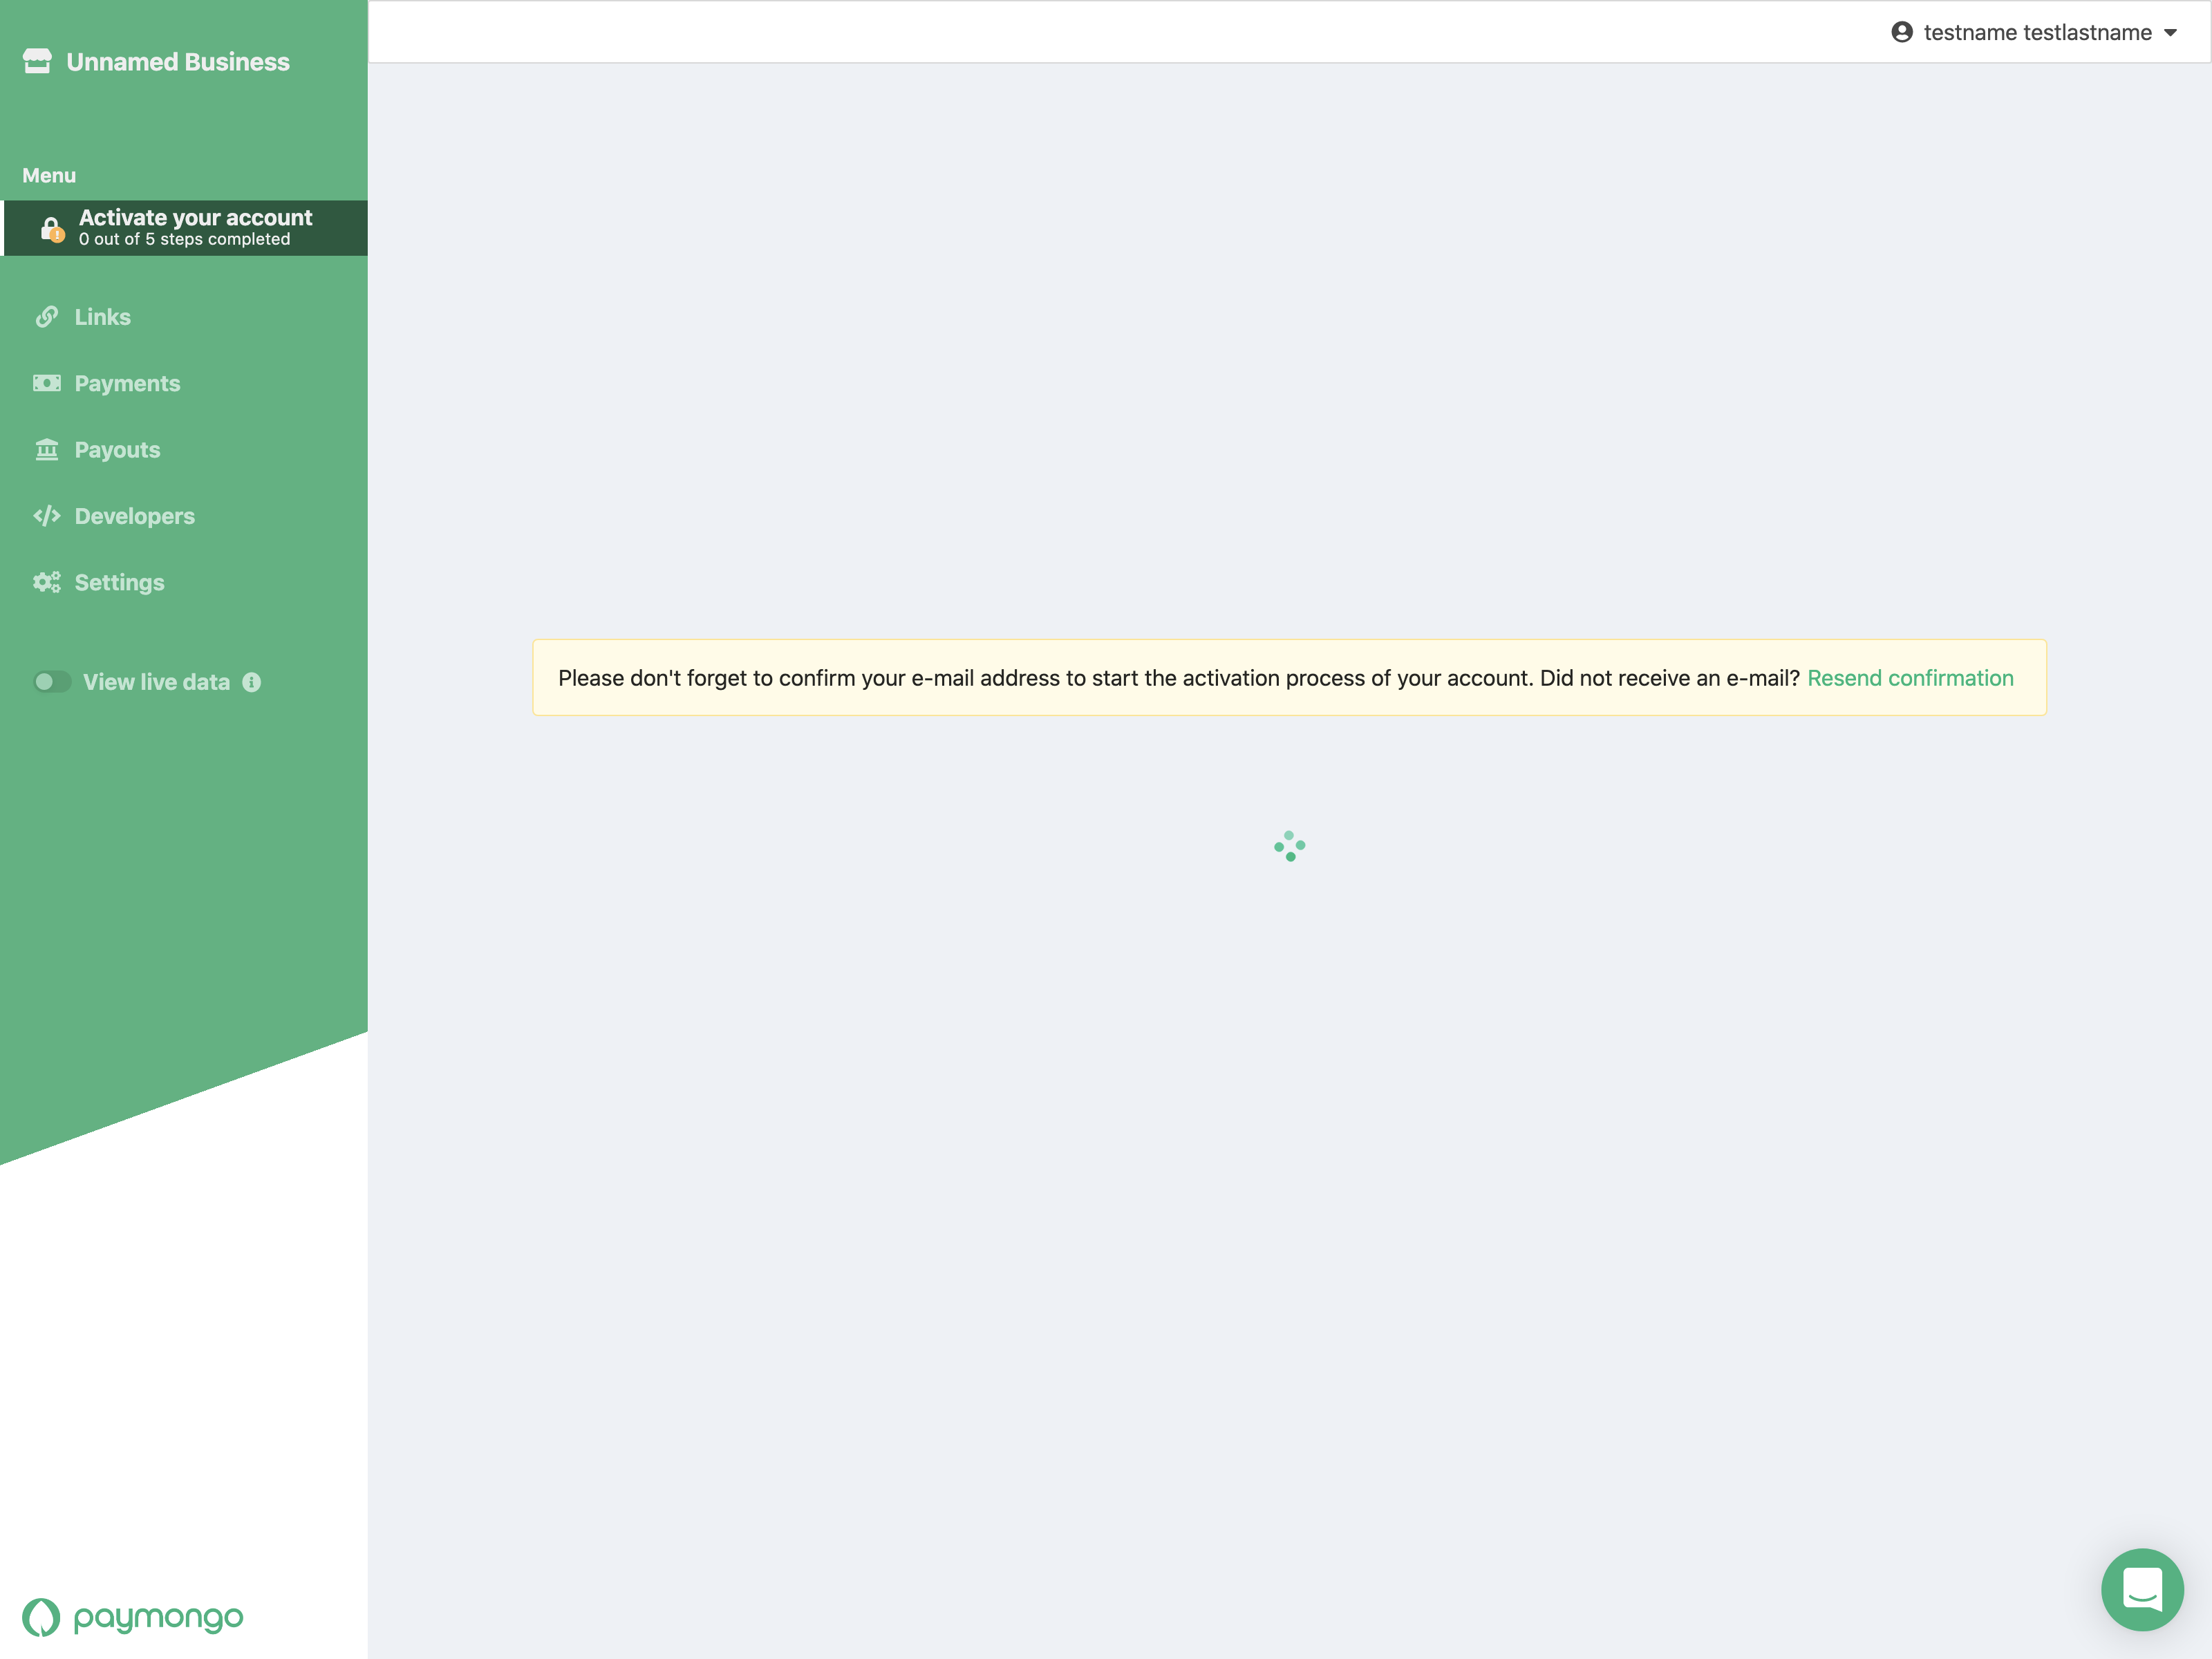 Unnamed Business
testname testlastname
Menu
Activate your account
0 out of 5 steps completed
Links
Payments
Payouts
Developers
Settings
View live data
Please don't forget to confirm your e-mail address to start the activation process of your account. Did not receive an e-mail? Resend confirmation
paymongo